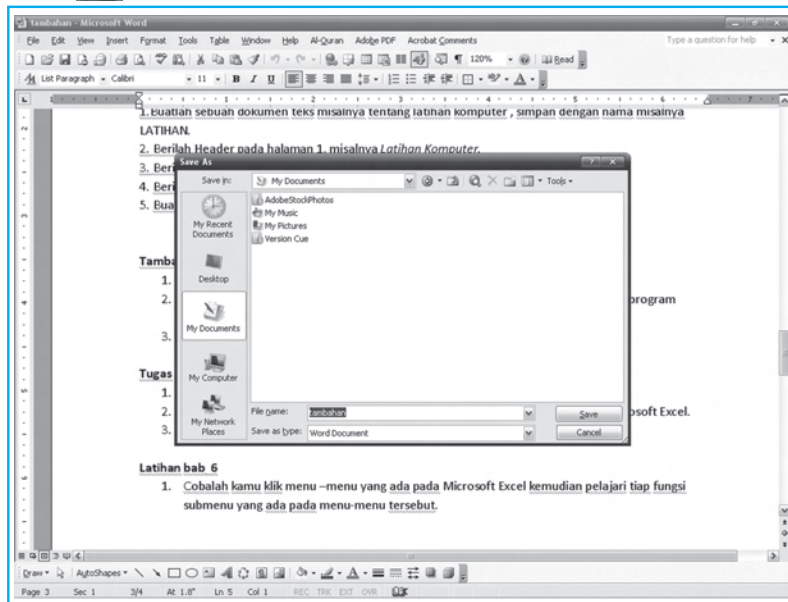 tambahan - Microsoft Word
File Edit View Insert Format Tools Table Window Help Al-Quran Adobe PDF Acrobat Comments Type a question for help
120% Read
List Paragraph Calibri 11 B I U
1. Buatlah sebuah dokumen teks misalnya tentang latihan komputer , simpan dengan nama misalnya
LATIHAN.
2. Berilah Header pada halaman 1. misalnya Latihan Komputer.
3. Beri
4. Beri
5. Bua
Save As
Save in: My Documents Tools
My Recent Documents
Desktop
My Documents
My Computer
My Network Places
AdobeStockPhotos
My Music
My Pictures
Version Cue
File name: tambahan Save
Save as type: Word Document Cancel
Tamba
1.
2. program
3.
Tugas
1.
2. osoft Excel.
3.
Latihan bab 6
1. Cobalah kamu klik menu –menu yang ada pada Microsoft Excel kemudian pelajari tiap fungsi
submenu yang ada pada menu-menu tersebut.
Draw AutoShapes
Page 3 Sec 1 3/4 At 1.8" Ln 5 Col 1 REC TRK EXT OVR